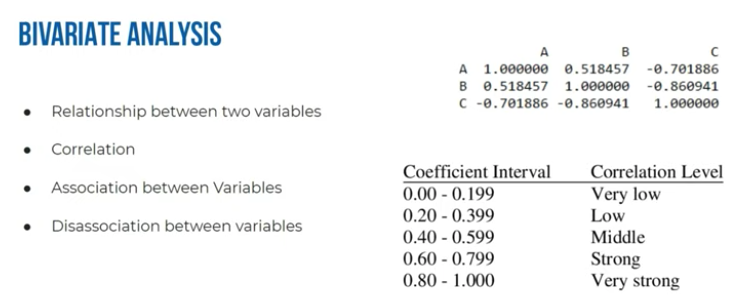 BIVARIATE ANALYSIS
• Relationship between two variables
• Correlation
• Association between Variables
• Disassociation between variables
A B C
A 1.000000 0.518457 -0.701886
B 0.518457 1.000000 -0.860941
C -0.701886 -0.860941 1.000000
Coefficient Interval Correlation Level
0.00 - 0.199 Very low
0.20 - 0.399 Low
0.40 - 0.599 Middle
0.60 - 0.799 Strong
0.80 - 1.000 Very strong